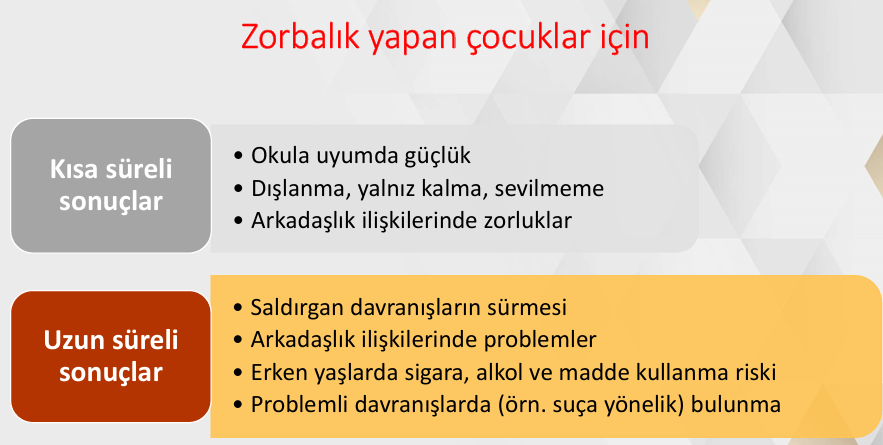 Zorbalık yapan çocuklar için
Kısa süreli
sonuçlar
• Okula uyumda güçlük
• Dışlanma, yalnız kalma, sevilmeme
• Arkadaşlık ilişkilerinde zorluklar
Uzun süreli
sonuçlar
• Saldırgan davranışların sürmesi
• Arkadaşlık ilişkilerinde problemler
• Erken yaşlarda sigara, alkol ve madde kullanma riski
• Problemli davranışlarda (örn. suça yönelik) bulunma